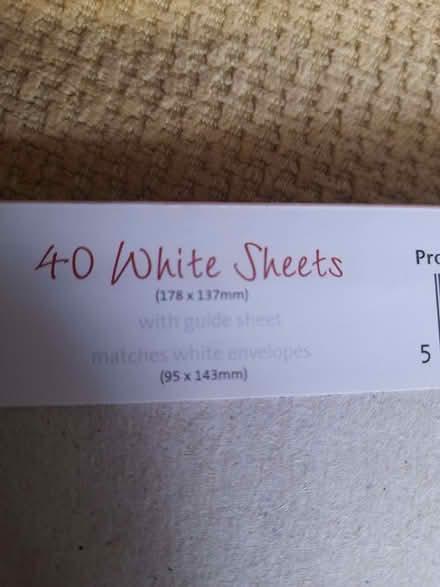 40 White Sheets
(178 x 137mm)
with guide sheet
matches white envelopes
(95 x 143mm)
Pro
5